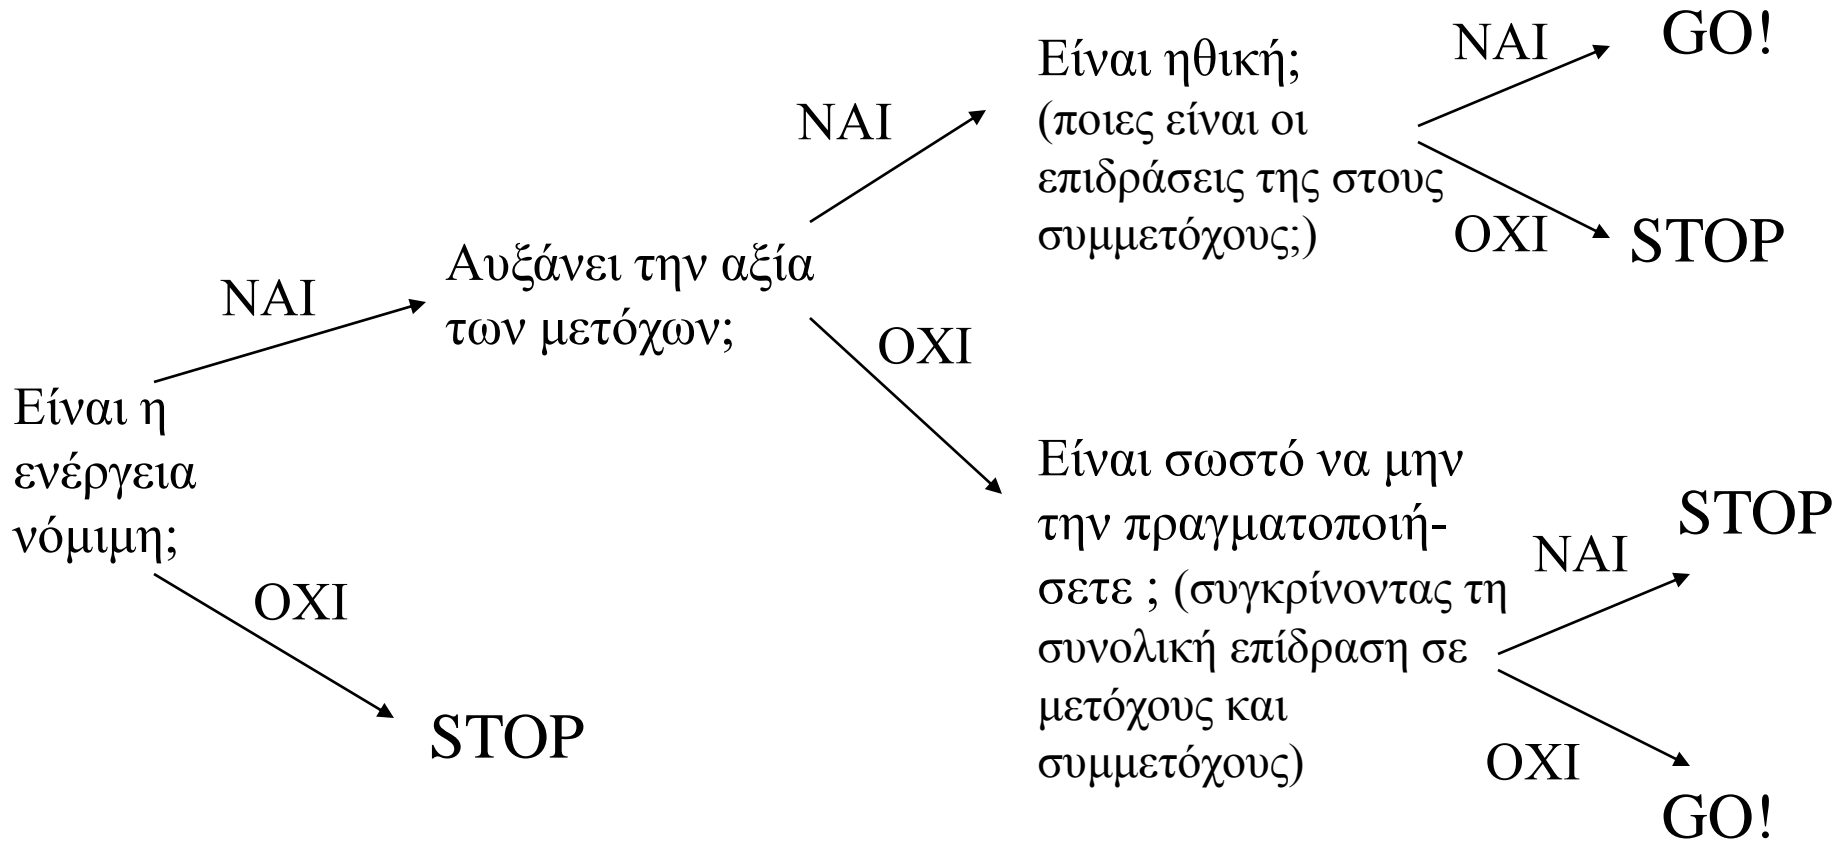 Είναι η
ενέργεια
νόμιμη;
ΝΑΙ
ΟΧΙ
STOP
Αυξάνει την αξία
των μετόχων;
ΝΑΙ
ΟΧΙ
Είναι ηθική;
(ποιες είναι οι
επιδράσεις της στους
συμμετόχους;)
ΝΑΙ
GO!
ΟΧΙ
STOP
Είναι σωστό να μην
την πραγματοποιή-
σετε ; (συγκρίνοντας τη
συνολική επίδραση σε
μετόχους και
συμμετόχους)
ΝΑΙ
STOP
ΟΧΙ
GO!